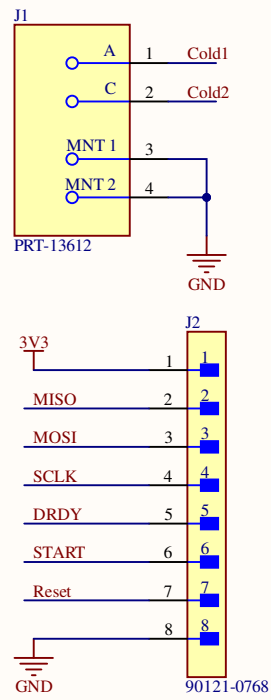 J1
A 1 Cold1
C 2 Cold2
MNT 1 3
MNT 2 4
PRT-13612
GND
J2
3V3 1 1
MISO 2 2
MOSI 3 3
SCLK 4 4
DRDY 5 5
START 6 6
Reset 7 7
8 8
GND
90121-0768